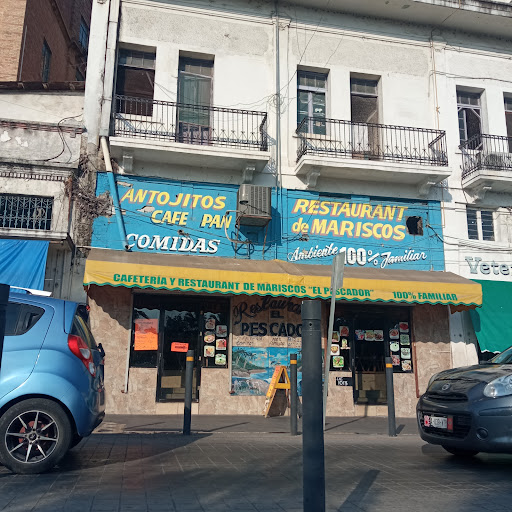 ANTOJITOS
CAFE PAN
COMIDAS
RESTAURANT
de MARISCOS
Ambiente 100% Familiar
CAFETERÍA Y RESTAURANT DE MARISCOS "EL PESCADOR" 100% FAMILIAR
EL
PESCADOR
Vete